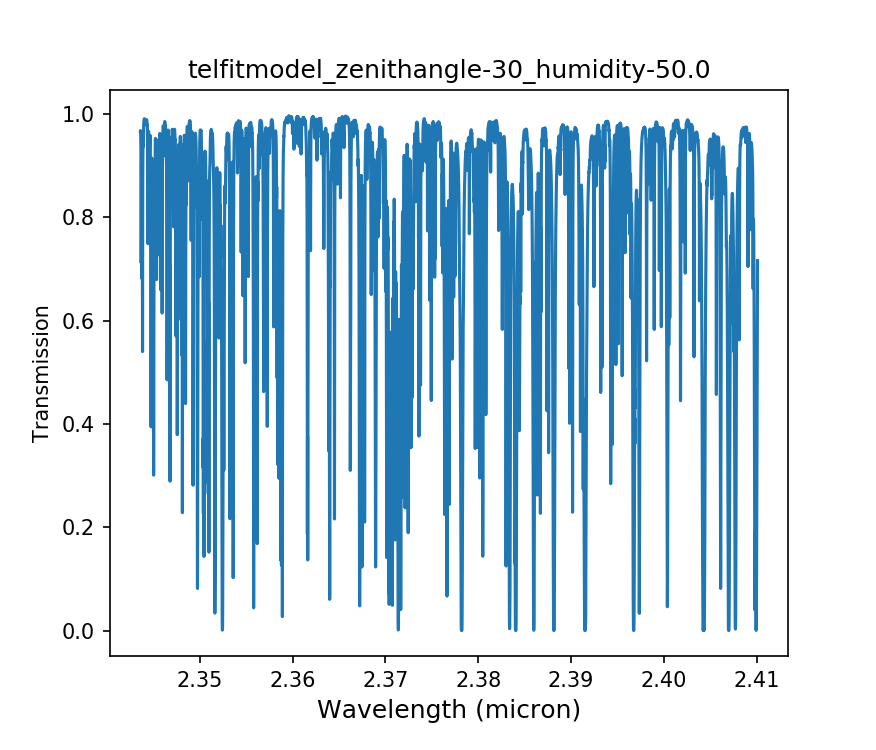 telfitmodel_zenithangle-30_humidity-50.0
1.0
0.8
0.6
0.4
0.2
0.0
Transmission
2.35 2.36 2.37 2.38 2.39 2.40 2.41
Wavelength (micron)